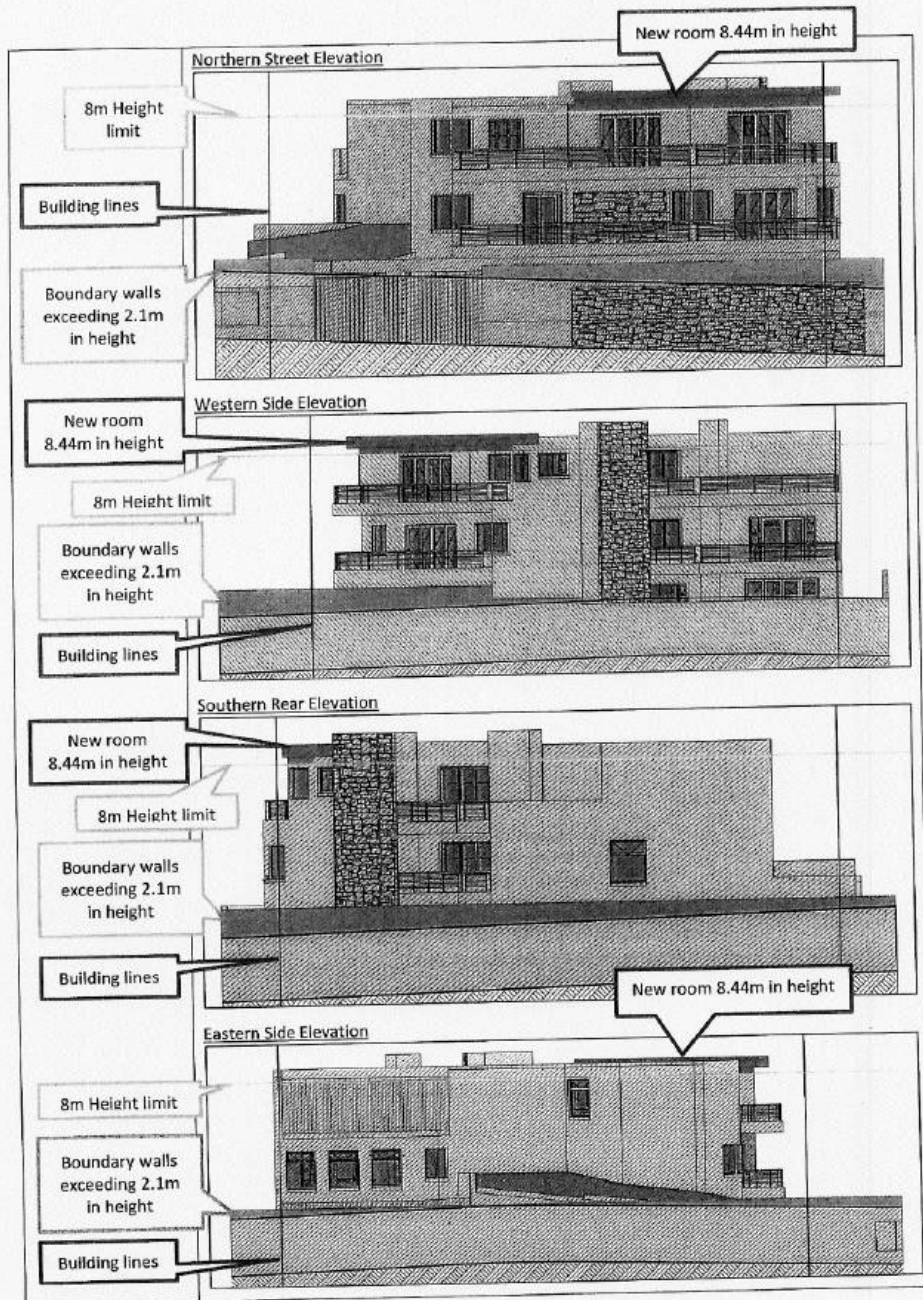 New room 8.44m in height
Northern Street Elevation
8m Height
limit
Building lines
Boundary walls
exceeding 2.1m
in height
Western Side Elevation
New room
8.44m in height
8m Height limit
Boundary walls
exceeding 2.1m
in height
Building lines
Southern Rear Elevation
New room
8.44m in height
8m Height limit
Boundary walls
exceeding 2.1m
in height
Building lines
New room 8.44m in height
Eastern Side Elevation
8m Height limit
Boundary walls
exceeding 2.1m
in height
Building lines